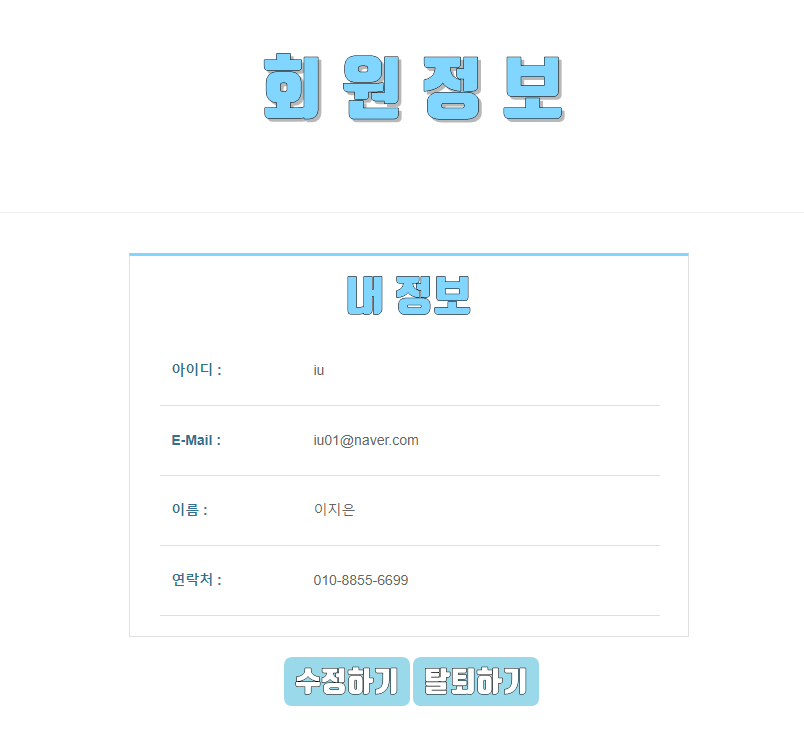 회원정보
내 정보
아이디 : iu
E-Mail : iu01@naver.com
이름 : 이지은
연락처 : 010-8855-6699
수정하기 탈퇴하기